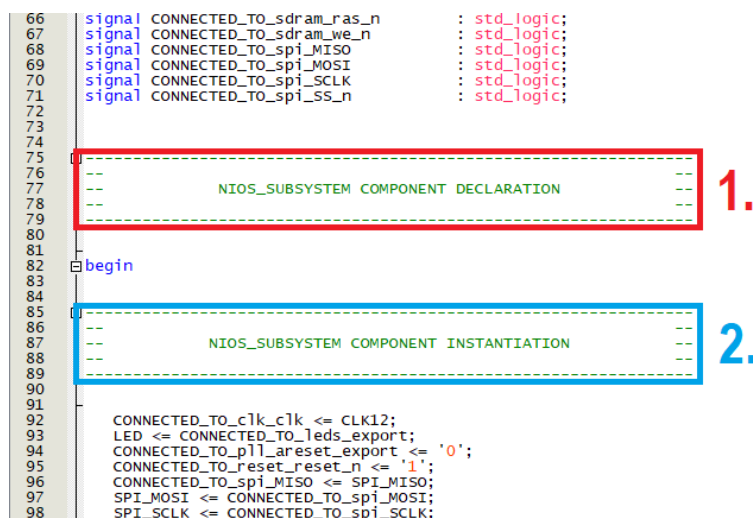 66 signal CONNECTED_TO_sdram_ras_n : std_logic;
67 signal CONNECTED_TO_sdram_we_n : std_logic;
68 signal CONNECTED_TO_spi_MISO : std_logic;
69 signal CONNECTED_TO_spi_MOSI : std_logic;
70 signal CONNECTED_TO_spi_SCLK : std_logic;
71 signal CONNECTED_TO_spi_SS_n : std_logic;
72
73
74
75 ----------------------------------------------------------------
76 -- --
77 -- NIOS_SUBSYSTEM COMPONENT DECLARATION -- 1.
78 -- --
79 ----------------------------------------------------------------
80
81
82 begin
83
84
85 ----------------------------------------------------------------
86 -- --
87 -- NIOS_SUBSYSTEM COMPONENT INSTANTIATION -- 2.
88 -- --
89 ----------------------------------------------------------------
90
91
92 CONNECTED_TO_clk_clk <= CLK12;
93 LED <= CONNECTED_TO_leds_export;
94 CONNECTED_TO_pll_areset_export <= '0';
95 CONNECTED_TO_reset_reset_n <= '1';
96 CONNECTED_TO_spi_MISO <= SPI_MISO;
97 SPI_MOSI <= CONNECTED_TO_spi_MOSI;
98 SPI_SCLK <= CONNECTED_TO_spi_SCLK;